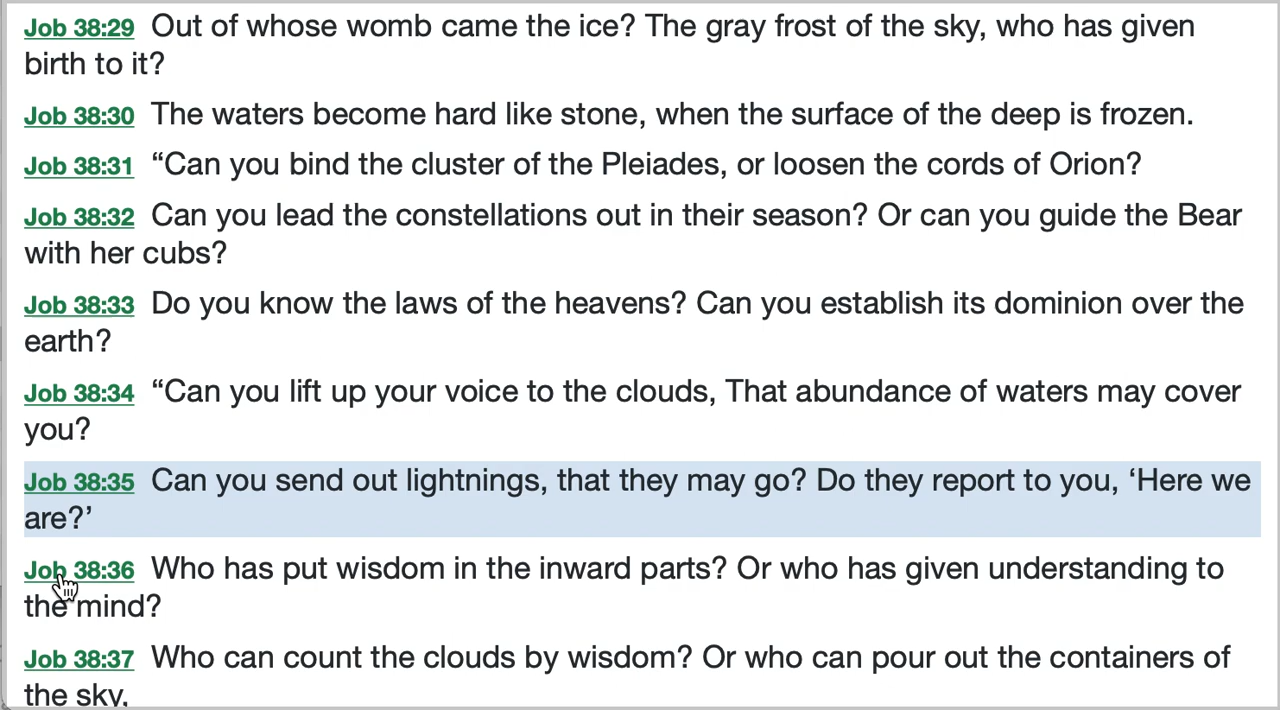 Job 38:29 Out of whose womb came the ice? The gray frost of the sky, who has given
birth to it?
Job 38:30 The waters become hard like stone, when the surface of the deep is frozen.
Job 38:31 “Can you bind the cluster of the Pleiades, or loosen the cords of Orion?
Job 38:32 Can you lead the constellations out in their season? Or can you guide the Bear
with her cubs?
Job 38:33 Do you know the laws of the heavens? Can you establish its dominion over the
earth?
Job 38:34 “Can you lift up your voice to the clouds, That abundance of waters may cover
you?
Job 38:35 Can you send out lightnings, that they may go? Do they report to you, ‘Here we
are?’
Job 38:36 Who has put wisdom in the inward parts? Or who has given understanding to
the mind?
Job 38:37 Who can count the clouds by wisdom? Or who can pour out the containers of
the sky,